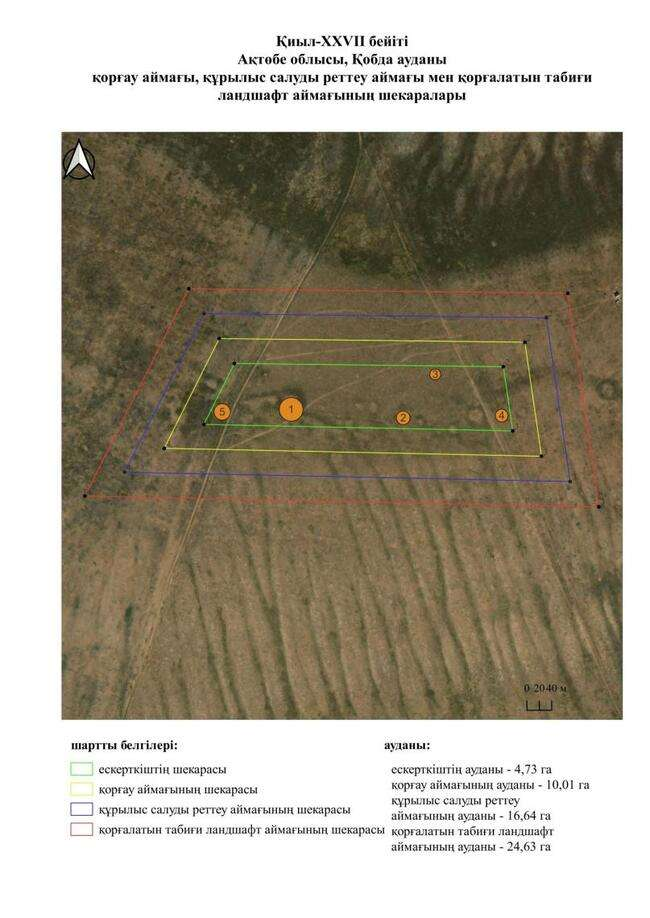 Қиыл-XXVII бейіті
Ақтөбе облысы, Қобда ауданы
қорғау аймағы, құрылыс салуды реттеу аймағы мен қорғалатын табиғи
ландшафт аймағының шекаралары
3
5
1
2
4
0 20 40 м
шартты белгілері:
ескерткіштің шекарасы
қорғау аймағының шекарасы
құрылыс салуды реттеу аймағының шекарасы
қорғалатын табиғи ландшафт аймағының шекарасы
ауданы:
ескерткіштің ауданы - 4,73 га
қорғау аймағының ауданы - 10,01 га
құрылыс салуды реттеу
аймағының ауданы - 16,64 га
қорғалатын табиғи ландшафт
аймағының ауданы - 24,63 га